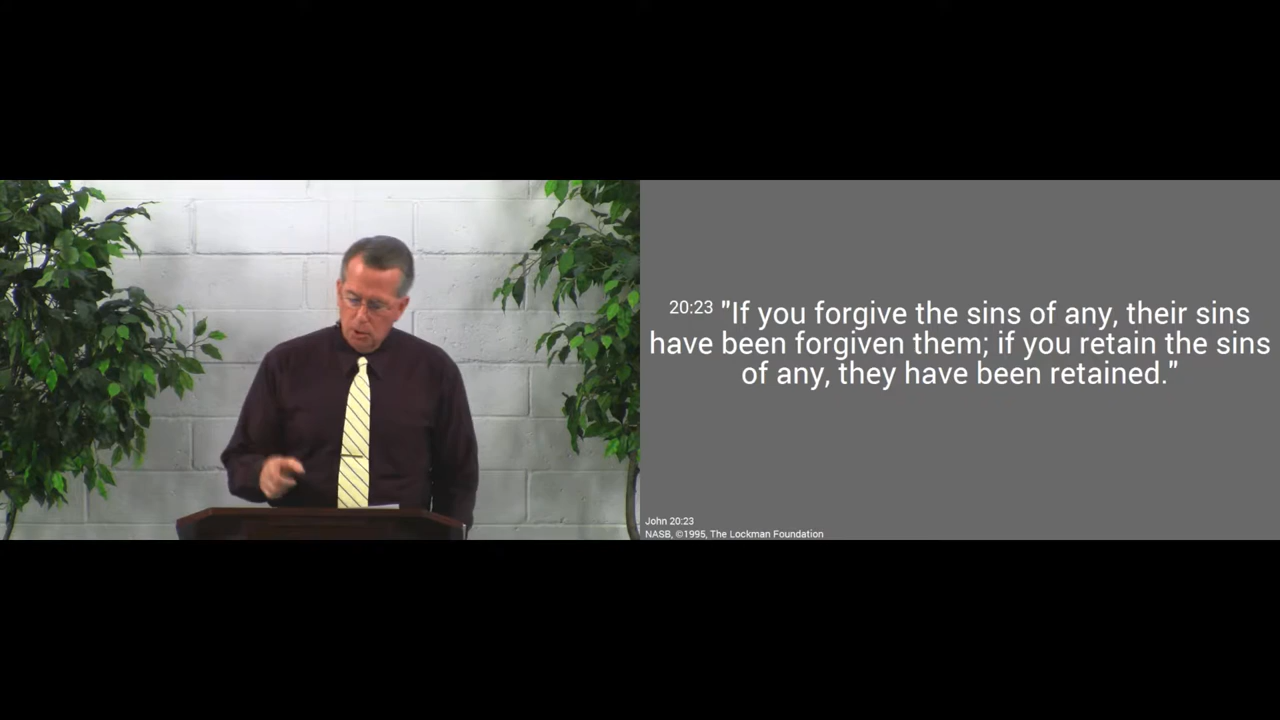 20:23 "If you forgive the sins of any, their sins
have been forgiven them; if you retain the sins
of any, they have been retained."
John 20:23
NASB, ©1995, The Lockman Foundation